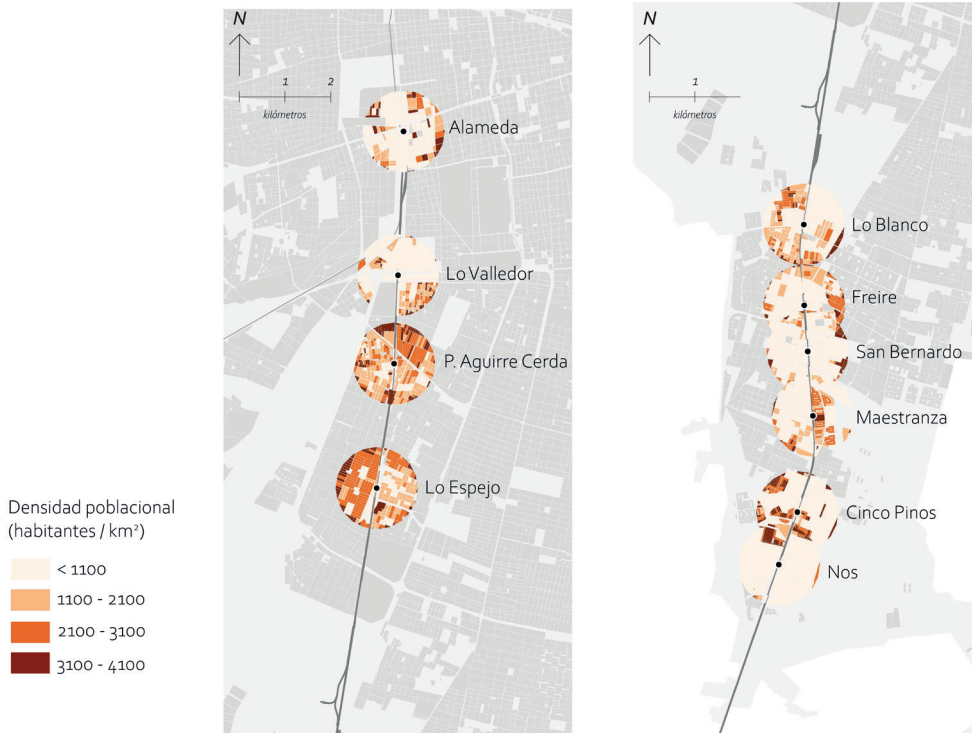 N
1
2
kilómetros
Alameda
Lo Valledor
P. Aguirre Cerda
Lo Espejo
N
1
kilómetros
Lo Blanco
Freire
San Bernardo
Maestranza
Cinco Pinos
Nos
Densidad poblacional
(habitantes / km²)
< 1100
1100 - 2100
2100 - 3100
3100 - 4100